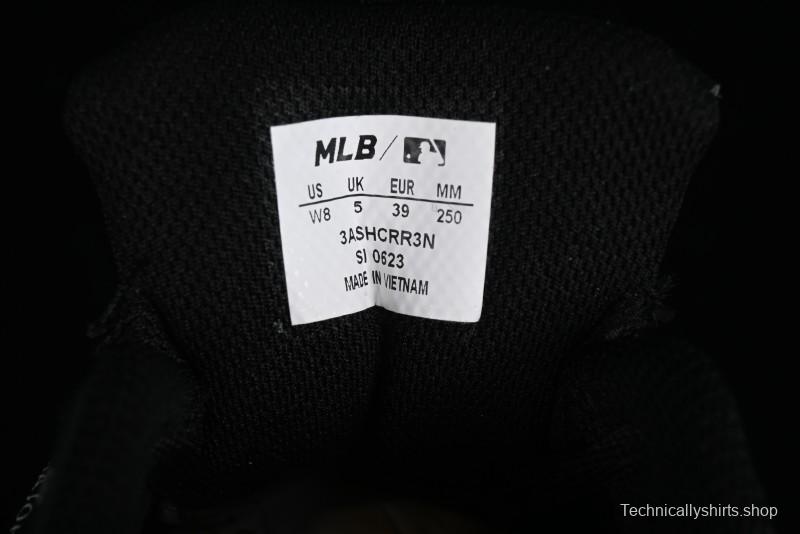 MLB
US UK EUR MM
W8 5 39 250
3ASHCRR3N
SI 0623
MADE IN VIETNAM
Technicallyshirts.shop